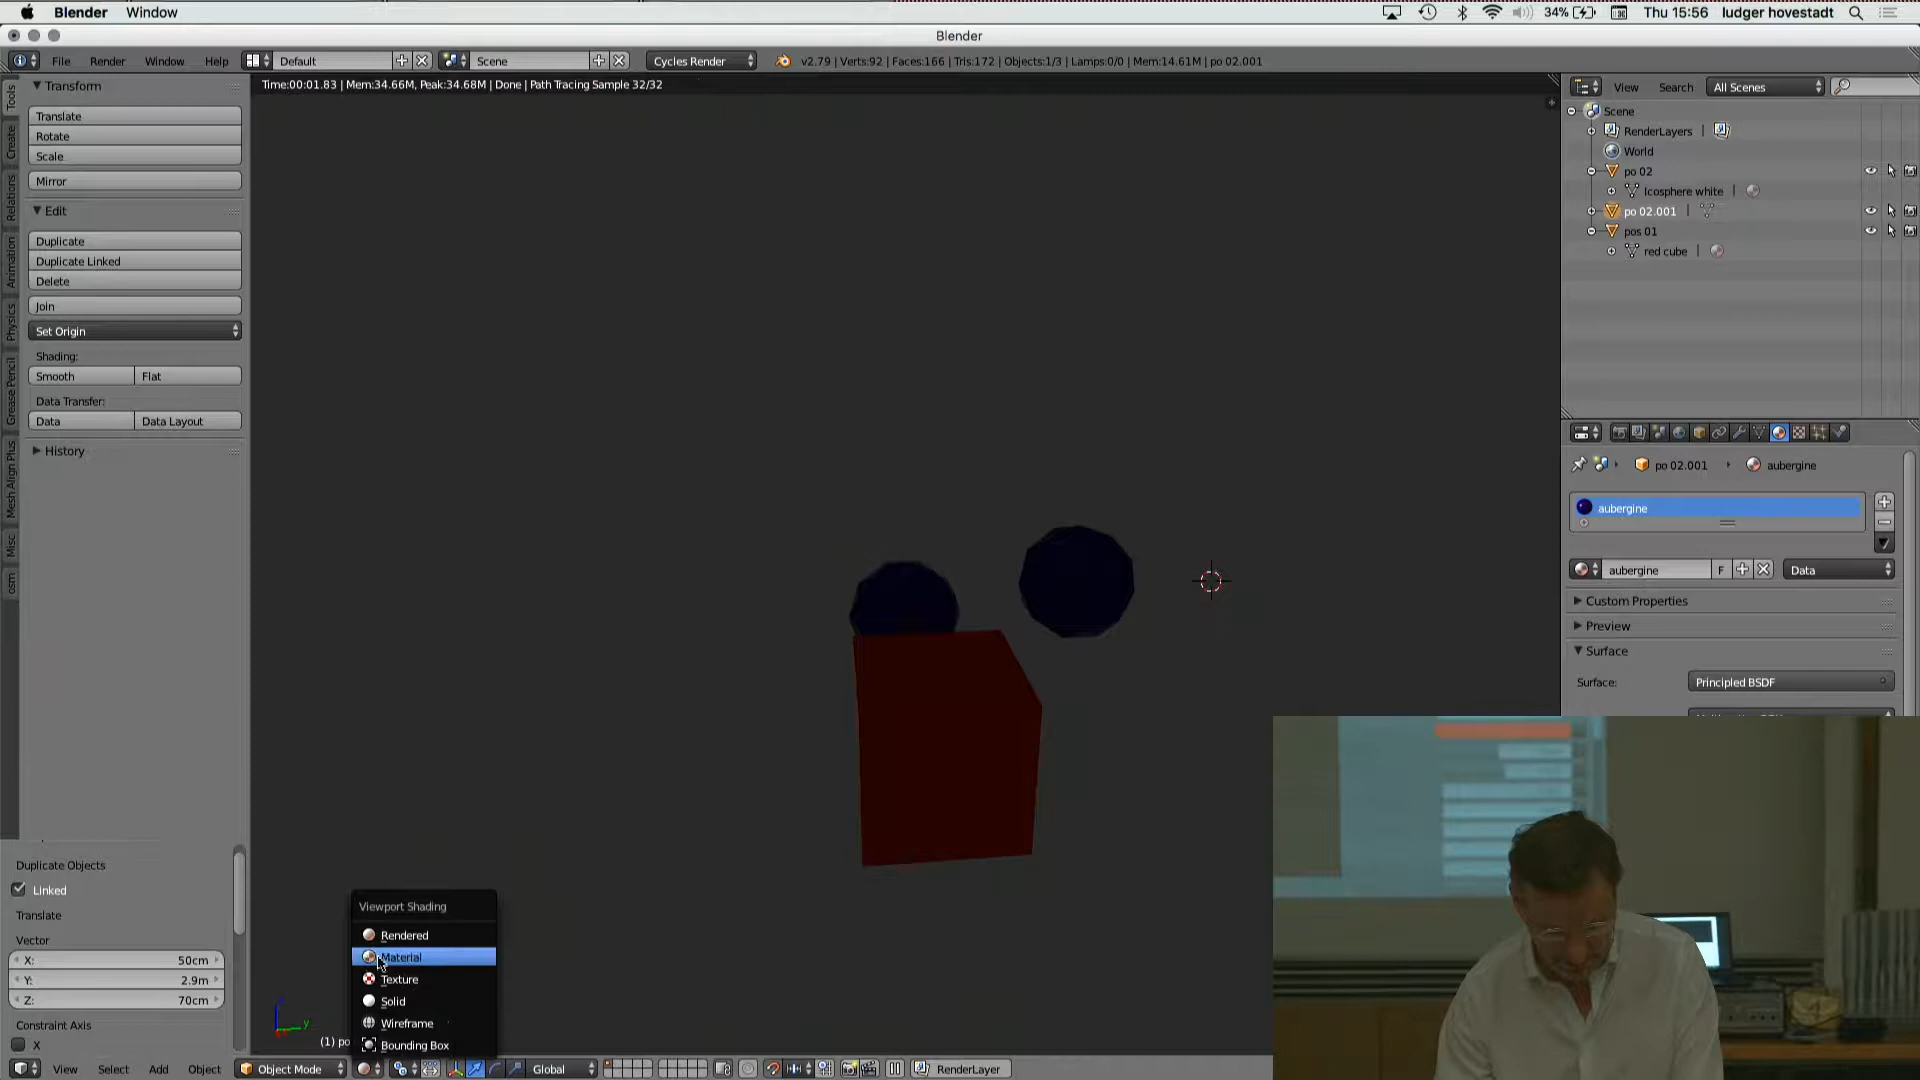 Blender Window 34% Thu 15:56 ludger hovestadt
Blender
File Render Window Help Default Scene Cycles Render v2.79 | Verts:92 | Faces:166 | Tris:172 | Objects:1/3 | Lamps:0/0 | Mem:14.61M | po 02.001
Time:00:01.83 | Mem:34.66M, Peak:34.68M | Done | Path Tracing Sample 32/32
Tools
Create
Relations
Animation
Physics
Grease Pencil
Mesh Align Plus
Misc
osm
Transform
Translate
Rotate
Scale
Mirror
Edit
Duplicate
Duplicate Linked
Delete
Join
Set Origin
Shading:
Smooth Flat
Data Transfer:
Data Data Layout
History
Duplicate Objects
Linked
Translate
Vector
X: 50cm
Y: 2.9m
Z: 70cm
Constraint Axis
X
Viewport Shading
Rendered
Material
Texture
Solid
Wireframe
Bounding Box
y
(1) po
View Select Add Object Object Mode Global RenderLayer
View Search All Scenes
Scene
RenderLayers |
World
po 02
Icosphere white |
po 02.001 |
pos 01
red cube |
po 02.001 aubergine
aubergine
aubergine F Data
Custom Properties
Preview
Surface
Surface: Principled BSDF